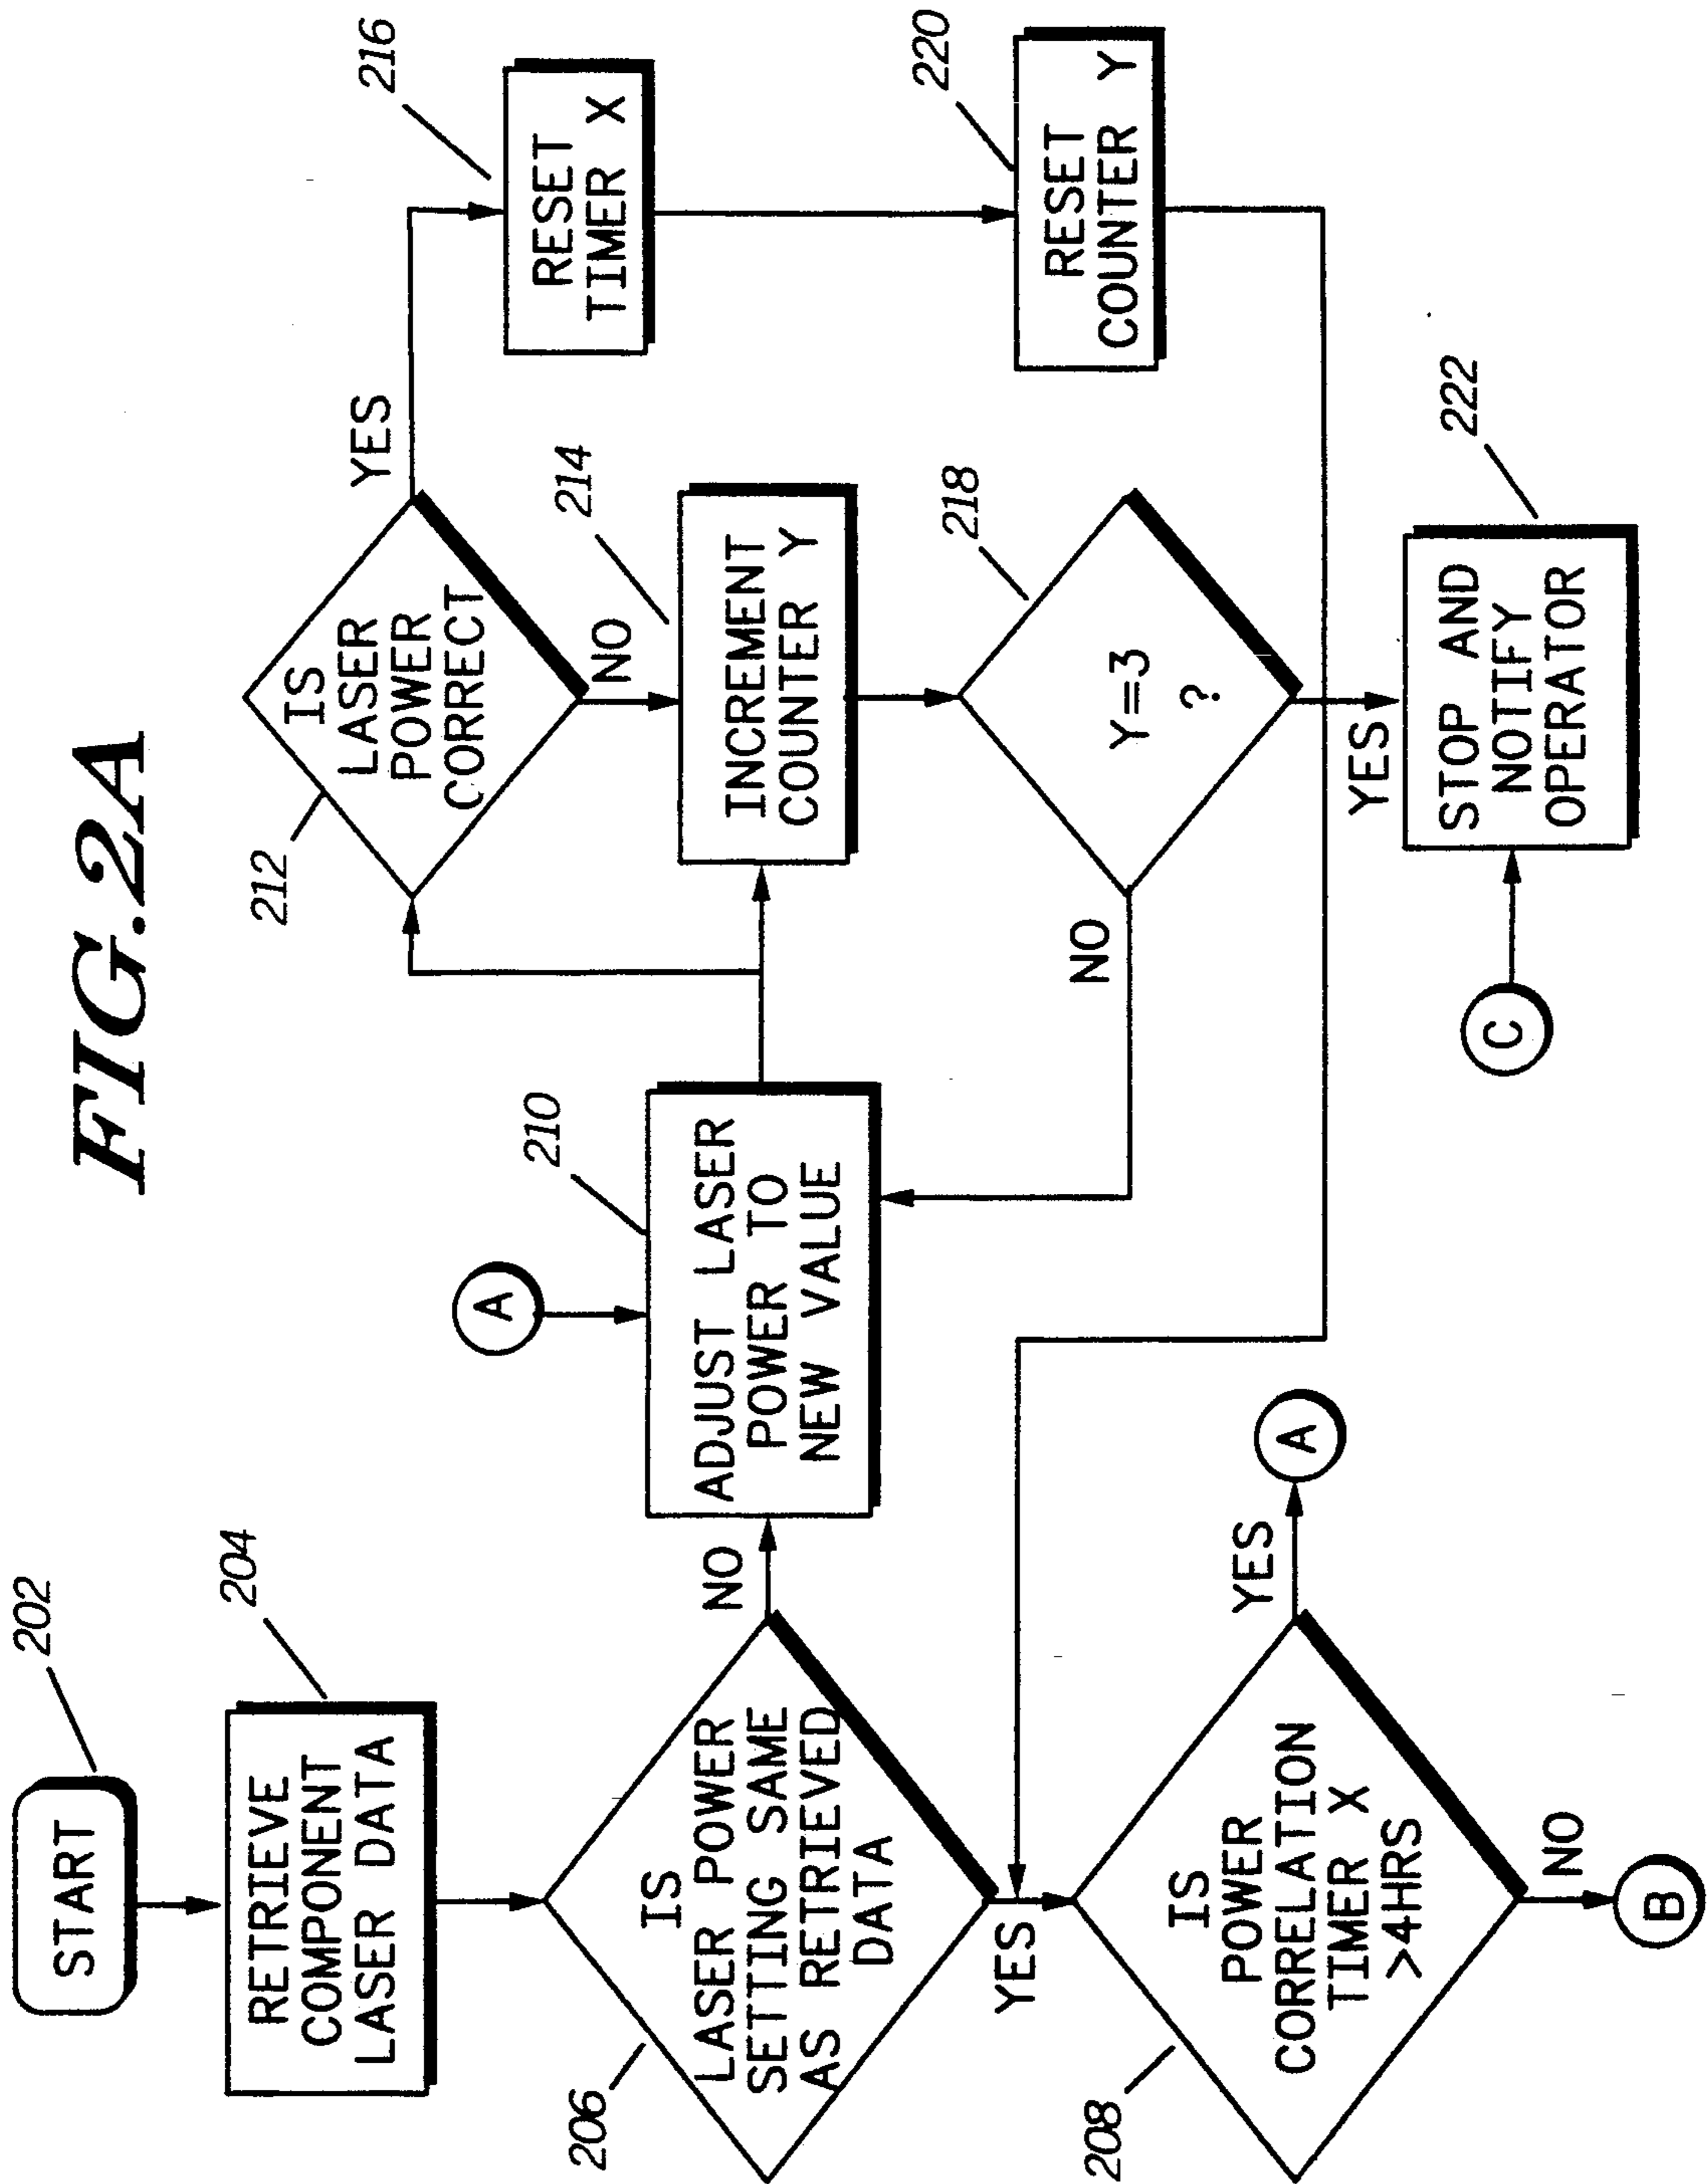 FIG.2A
202
START
204
RETRIEVE
COMPONENT
LASER DATA
206
IS
LASER POWER
SETTING SAME
AS RETRIEVED
DATA
NO
YES
208
IS
POWER
CORRELATION
TIMER X
>4HRS
YES
A
NO
B
A
210
ADJUST LASER
POWER TO
NEW VALUE
212
IS
LASER
POWER
CORRECT
YES
NO
214
INCREMENT
COUNTER Y
216
RESET
TIMER X
218
Y=3
?
NO
YES
220
RESET
COUNTER Y
222
STOP AND
NOTIFY
OPERATOR
C